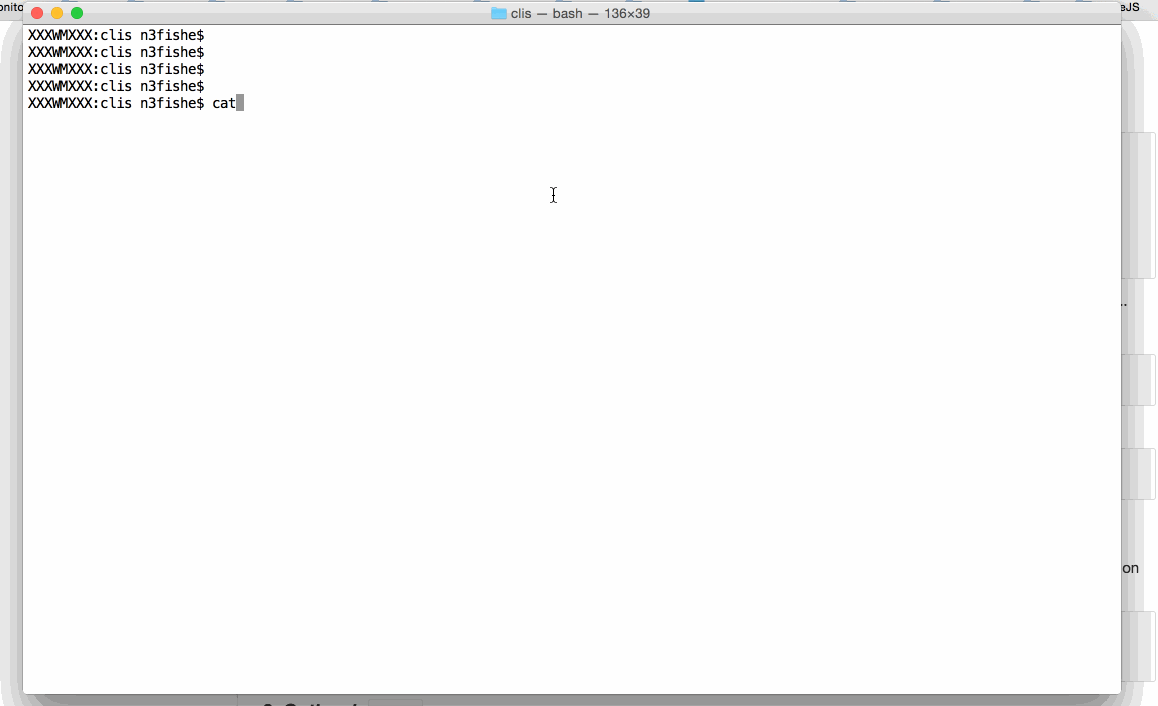 onito
clis — bash — 136×39
eJS
XXXWMXXX:clis n3fishe$
XXXWMXXX:clis n3fishe$
XXXWMXXX:clis n3fishe$
XXXWMXXX:clis n3fishe$
XXXWMXXX:clis n3fishe$ cat
..
on